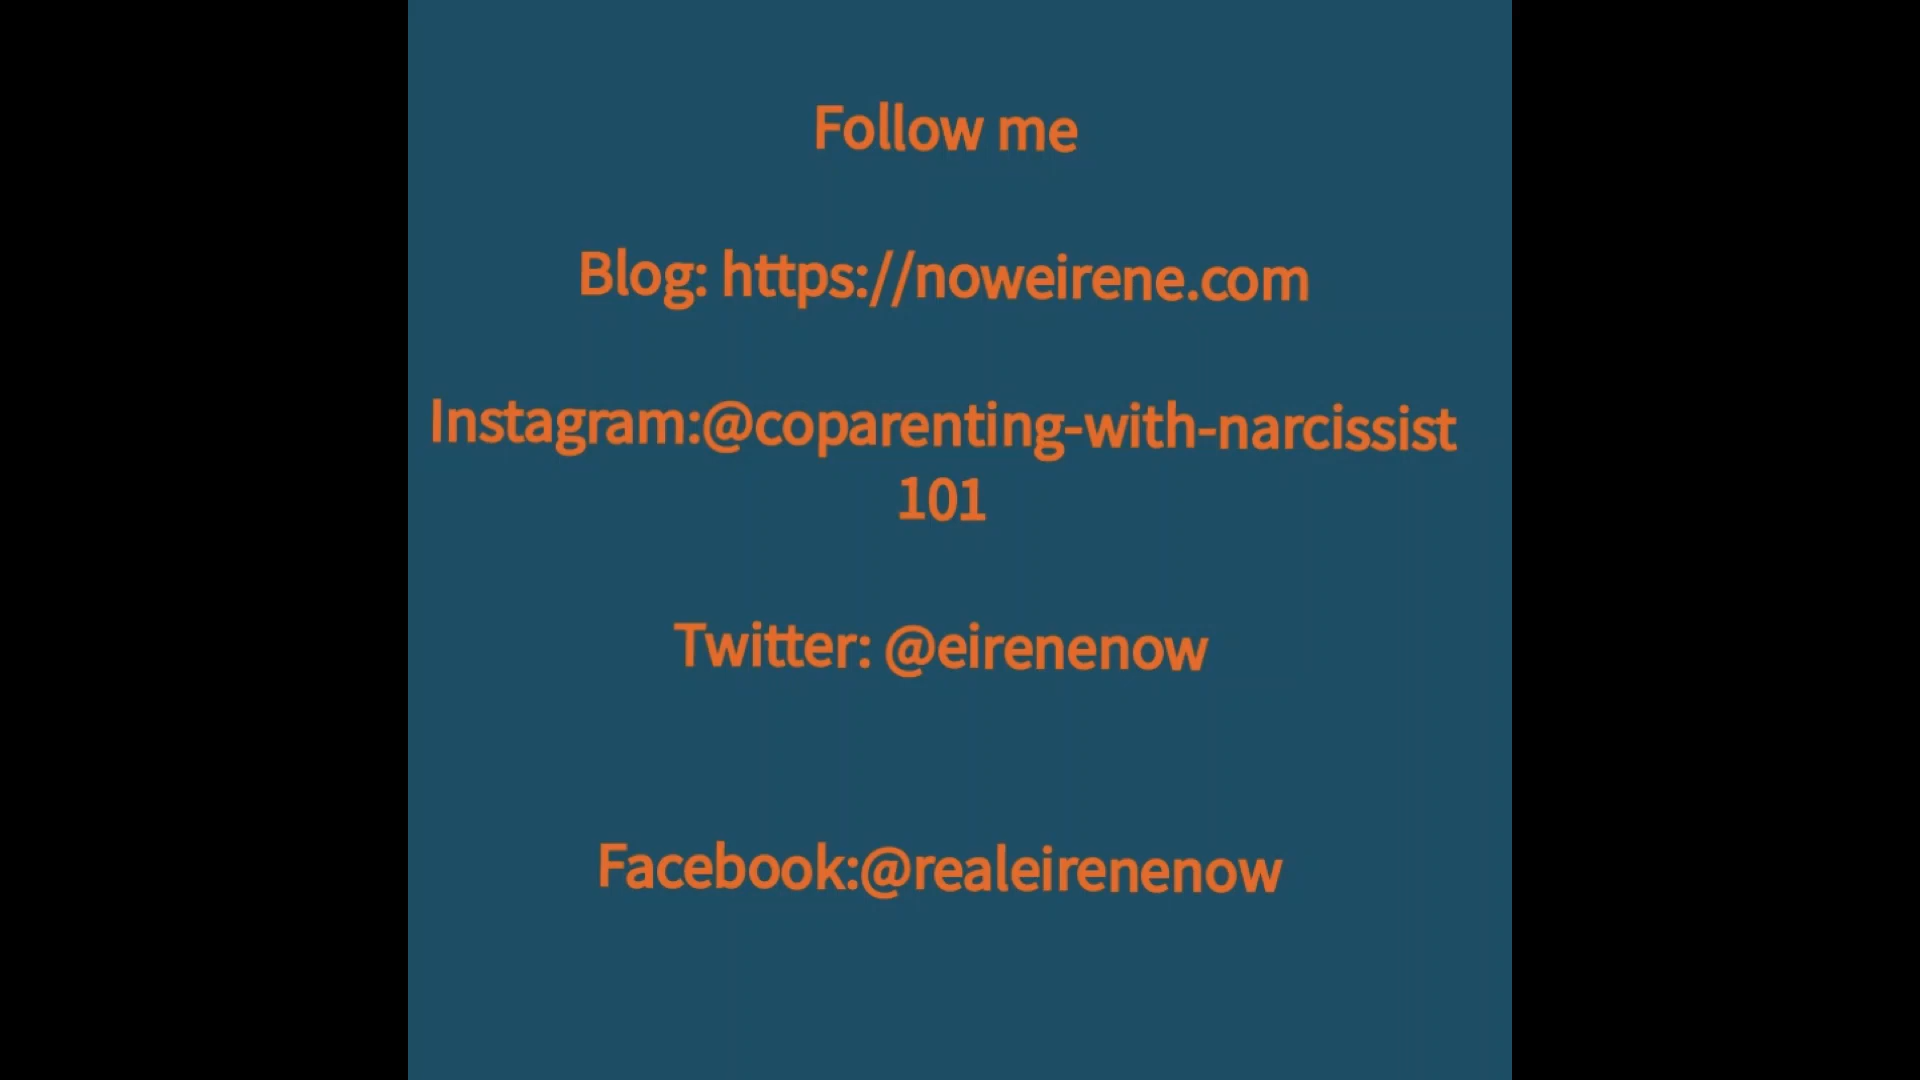 Follow me
Blog: https://noweirene.com
Instagram:@coparenting-with-narcissist
101
Twitter: @eirenenow
Facebook:@realeirenenow